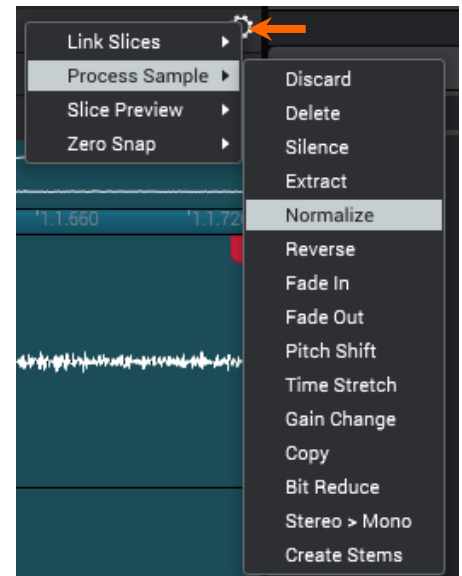 Link Slices
Process Sample
Slice Preview
Zero Snap
Discard
Delete
Silence
Extract
Normalize
Reverse
Fade In
Fade Out
Pitch Shift
Time Stretch
Gain Change
Copy
Bit Reduce
Stereo > Mono
Create Stems
'1.1.660 '1.1.720